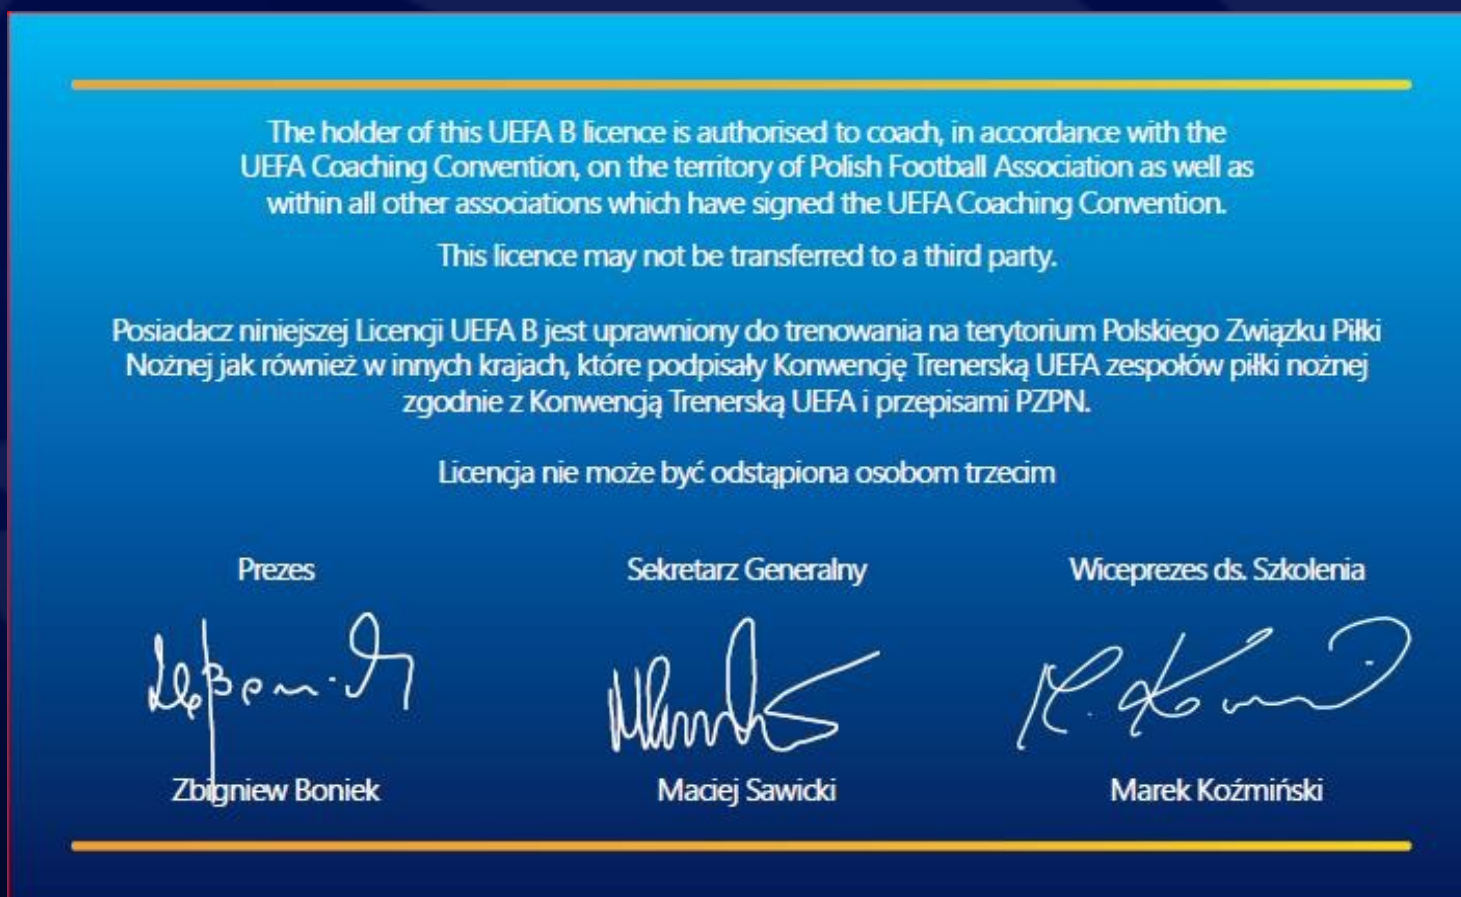 The holder of this UEFA B licence is authorised to coach, in accordance with the
UEFA Coaching Convention, on the territory of Polish Football Association as well as
within all other associations which have signed the UEFA Coaching Convention.
This licence may not be transferred to a third party.
Posiadacz niniejszej Licencji UEFA B jest uprawniony do trenowania na terytorium Polskiego Związku Piłki
Nożnej jak również w innych krajach, które podpisały Konwencję Trenerską UEFA zespołów piłki nożnej
zgodnie z Konwencją Trenerską UEFA i przepisami PZPN.
Licencja nie może być odstąpiona osobom trzecim
Prezes Sekretarz Generalny Wiceprezes ds. Szkolenia
Zbigniew Boniek Maciej Sawicki Marek Koźmiński